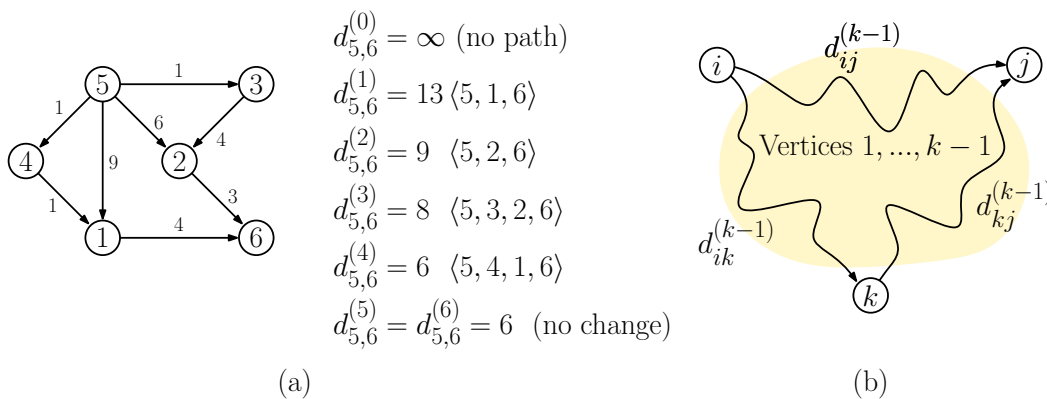 5
3
4
2
1
6
1
1
6
4
9
1
3
4
d_{5,6}^{(0)} = ∞ (no path)
d_{5,6}^{(1)} = 13 ⟨5, 1, 6⟩
d_{5,6}^{(2)} = 9 ⟨5, 2, 6⟩
d_{5,6}^{(3)} = 8 ⟨5, 3, 2, 6⟩
d_{5,6}^{(4)} = 6 ⟨5, 4, 1, 6⟩
d_{5,6}^{(5)} = d_{5,6}^{(6)} = 6 (no change)
(a)
i
d_{ij}^{(k−1)}
j
Vertices 1, ..., k − 1
d_{ik}^{(k−1)}
d_{kj}^{(k−1)}
k
(b)